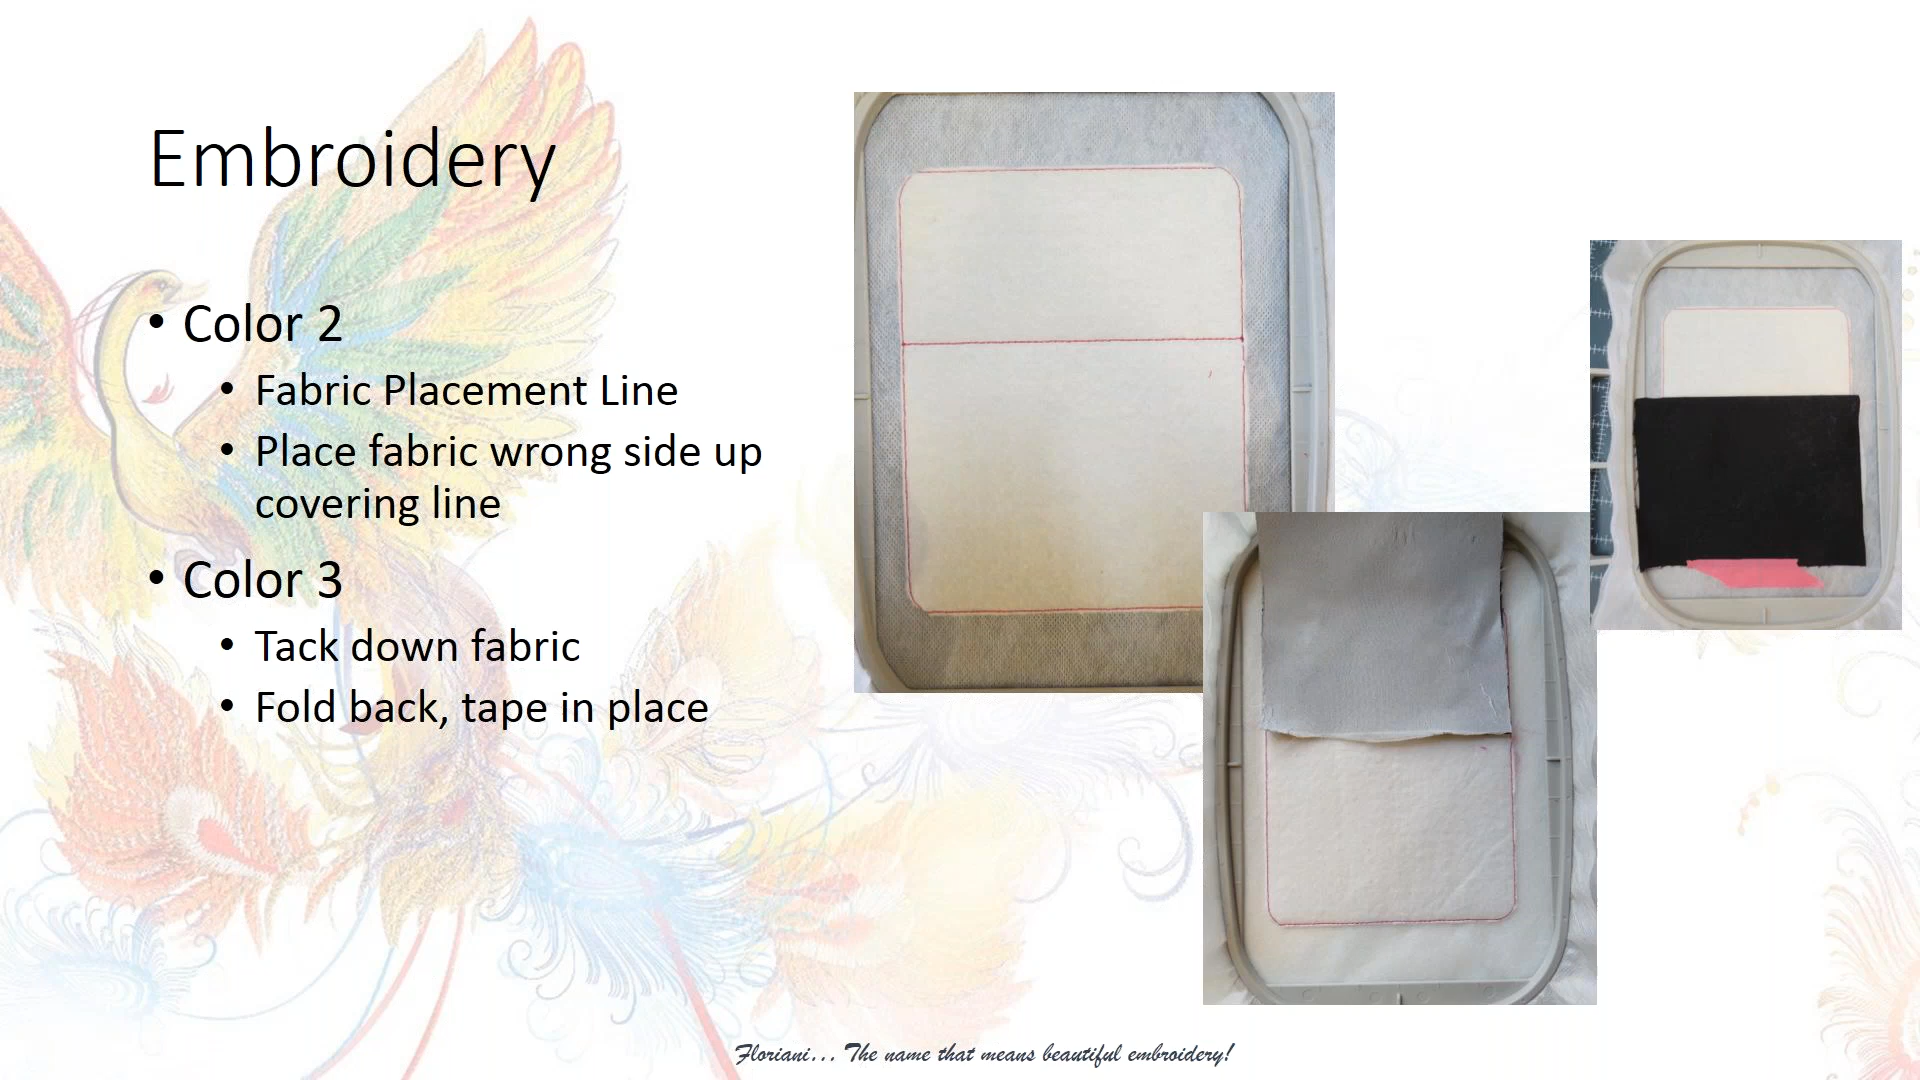 Embroidery
• Color 2
• Fabric Placement Line
• Place fabric wrong side up
covering line
• Color 3
• Tack down fabric
• Fold back, tape in place
Floriani... The name that means beautiful embroidery!